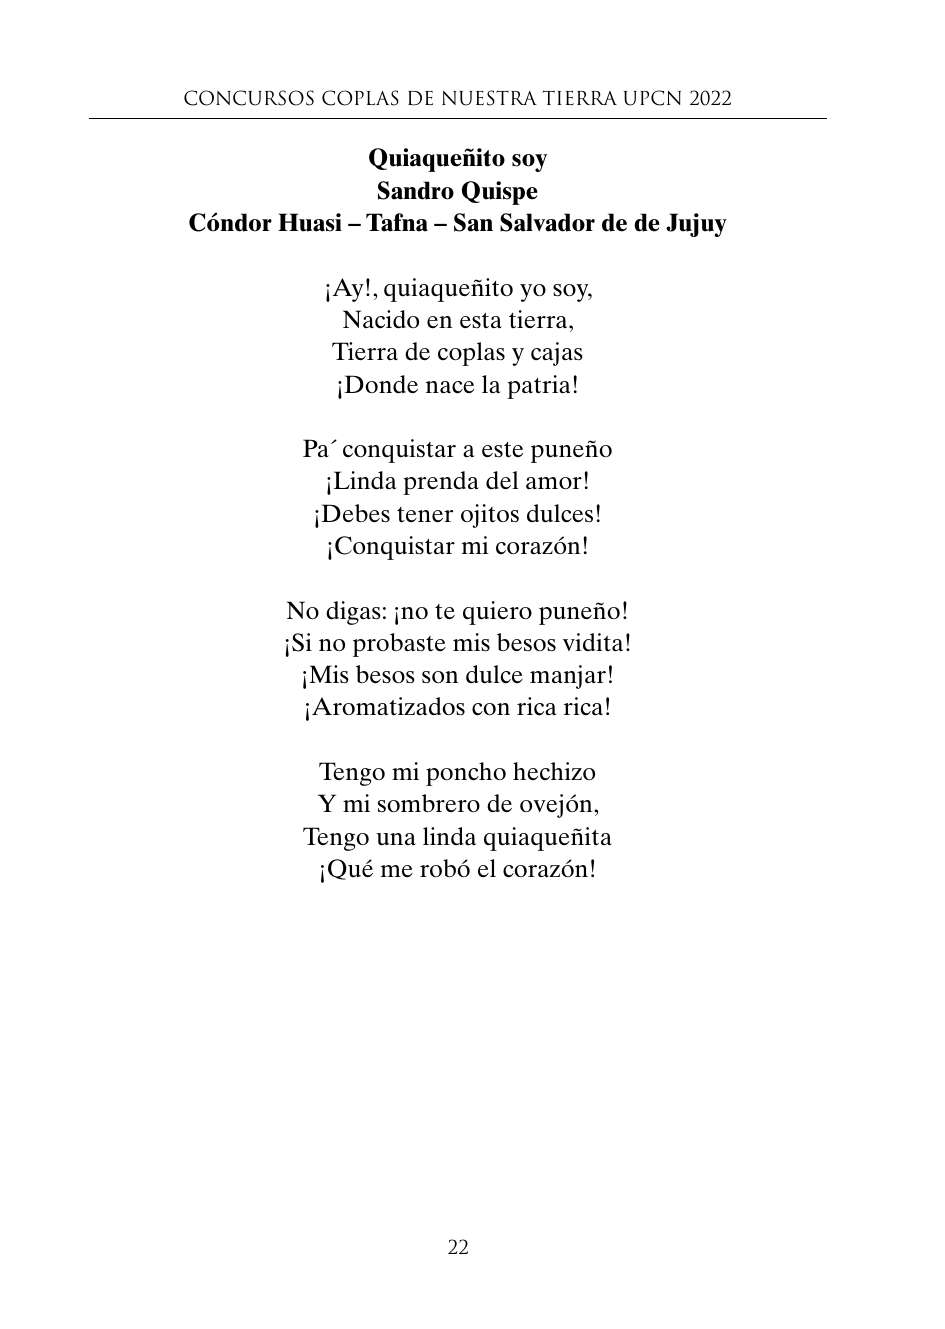 CONCURSOS COPLAS DE NUESTRA TIERRA UPCN 2022
Quiaqueñito soy
Sandro Quispe
Cóndor Huasi – Tafna – San Salvador de de Jujuy
¡Ay!, quiaqueñito yo soy,
Nacido en esta tierra,
Tierra de coplas y cajas
¡Donde nace la patria!
Pa´ conquistar a este puneño
¡Linda prenda del amor!
¡Debes tener ojitos dulces!
¡Conquistar mi corazón!
No digas: ¡no te quiero puneño!
¡Si no probaste mis besos vidita!
¡Mis besos son dulce manjar!
¡Aromatizados con rica rica!
Tengo mi poncho hechizo
Y mi sombrero de ovejón,
Tengo una linda quiaqueñita
¡Qué me robó el corazón!
22